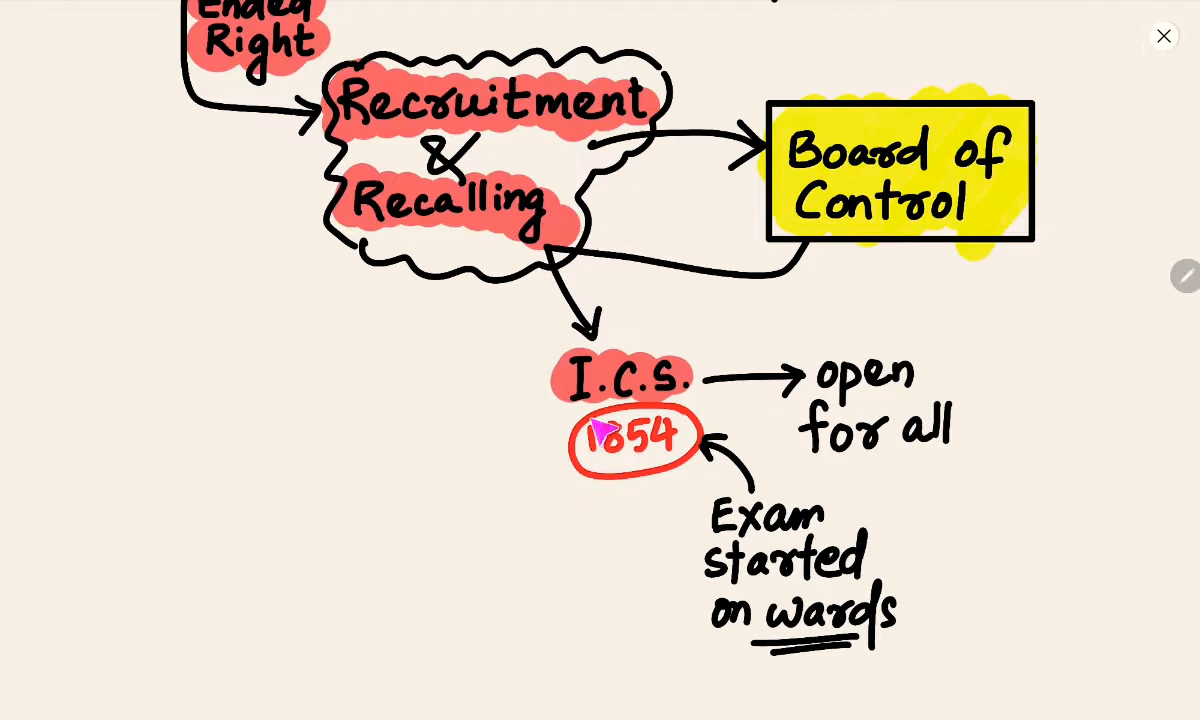 Ended
Right
Recruitment
&
Recalling
Board of
Control
I.C.S.
1854
open
for all
Exam
started
on wards